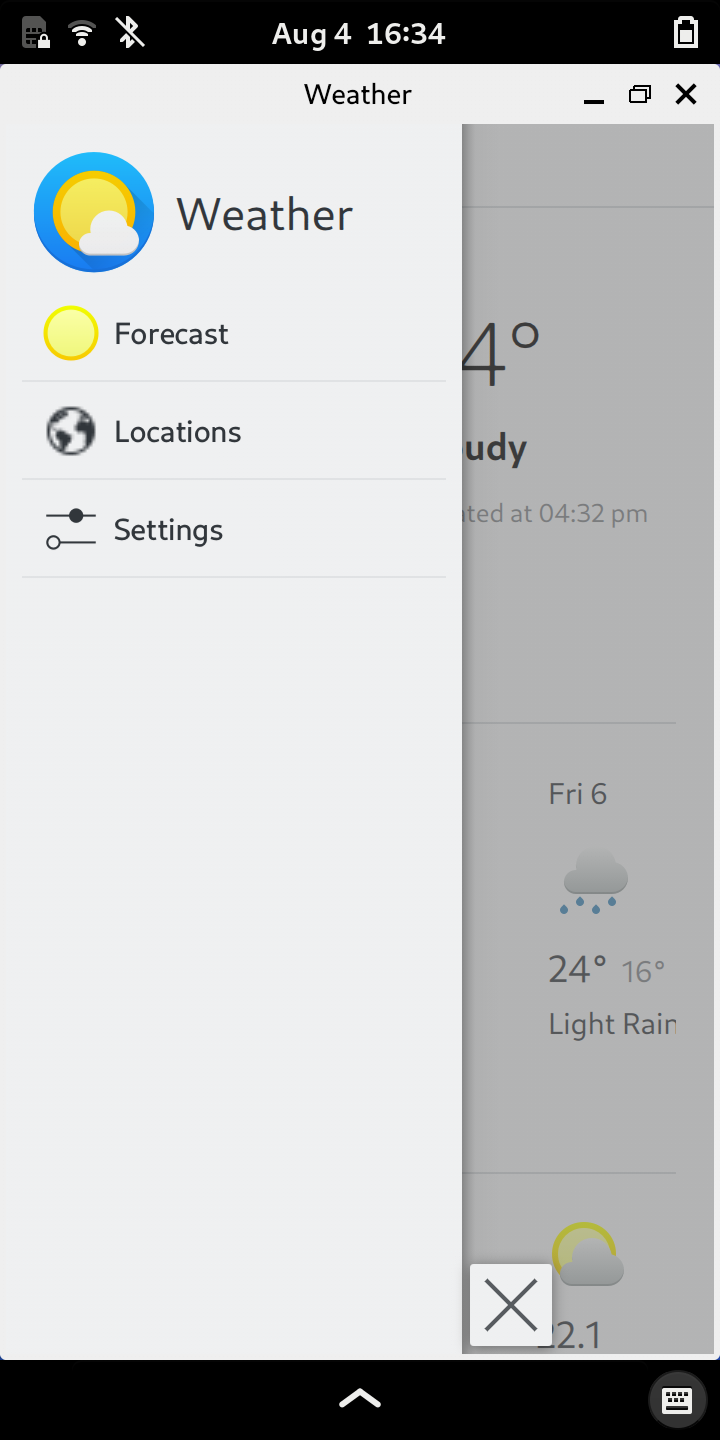 Aug 4 16:34
Weather
Weather
Forecast
Locations
Settings
4°
udy
ted at 04:32 pm
Fri 6
24° 16°
Light Rain
22.1